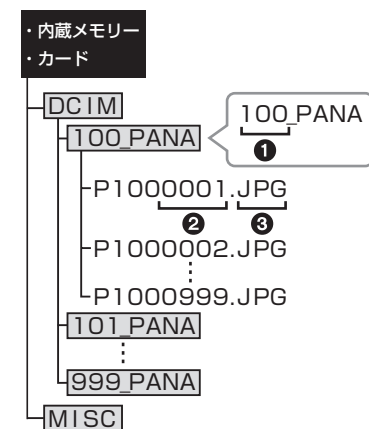 ・内蔵メモリー
・カード
DCIM
100_PANA
100_PANA
❶
P1000001.JPG
❷ ❸
P1000002.JPG
P1000999.JPG
101_PANA
999_PANA
MISC